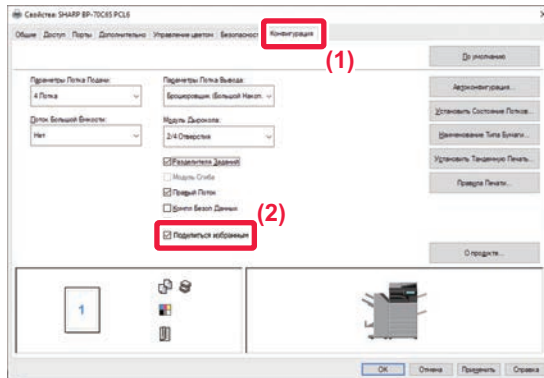 Свойства: SHARP BP-70C65 PCL6
Общие Доступ Порты Дополнительно Управление цветом Безопасность Конфигурация
(1)
По умолчанию
Параметры Лотка Подачи:
Параметры Лотка Вывода:
4 Лотка
Брошюровщик (Большой Накоп.
Автоконфигурация...
Лоток Большой Емкости:
Модуль Дырокола:
Установить Состояние Лотков...
Нет
2/4 Отверстия
Наименование Типа Бумаги...
Разделители Заданий
Установить Тандемную Печать...
Модуль Сгиба
Правый Лоток
Правила Печати...
Компл Безоп Данных
(2)
Поделиться избранным
О продукте...
1
OK Отмена Применить Справка